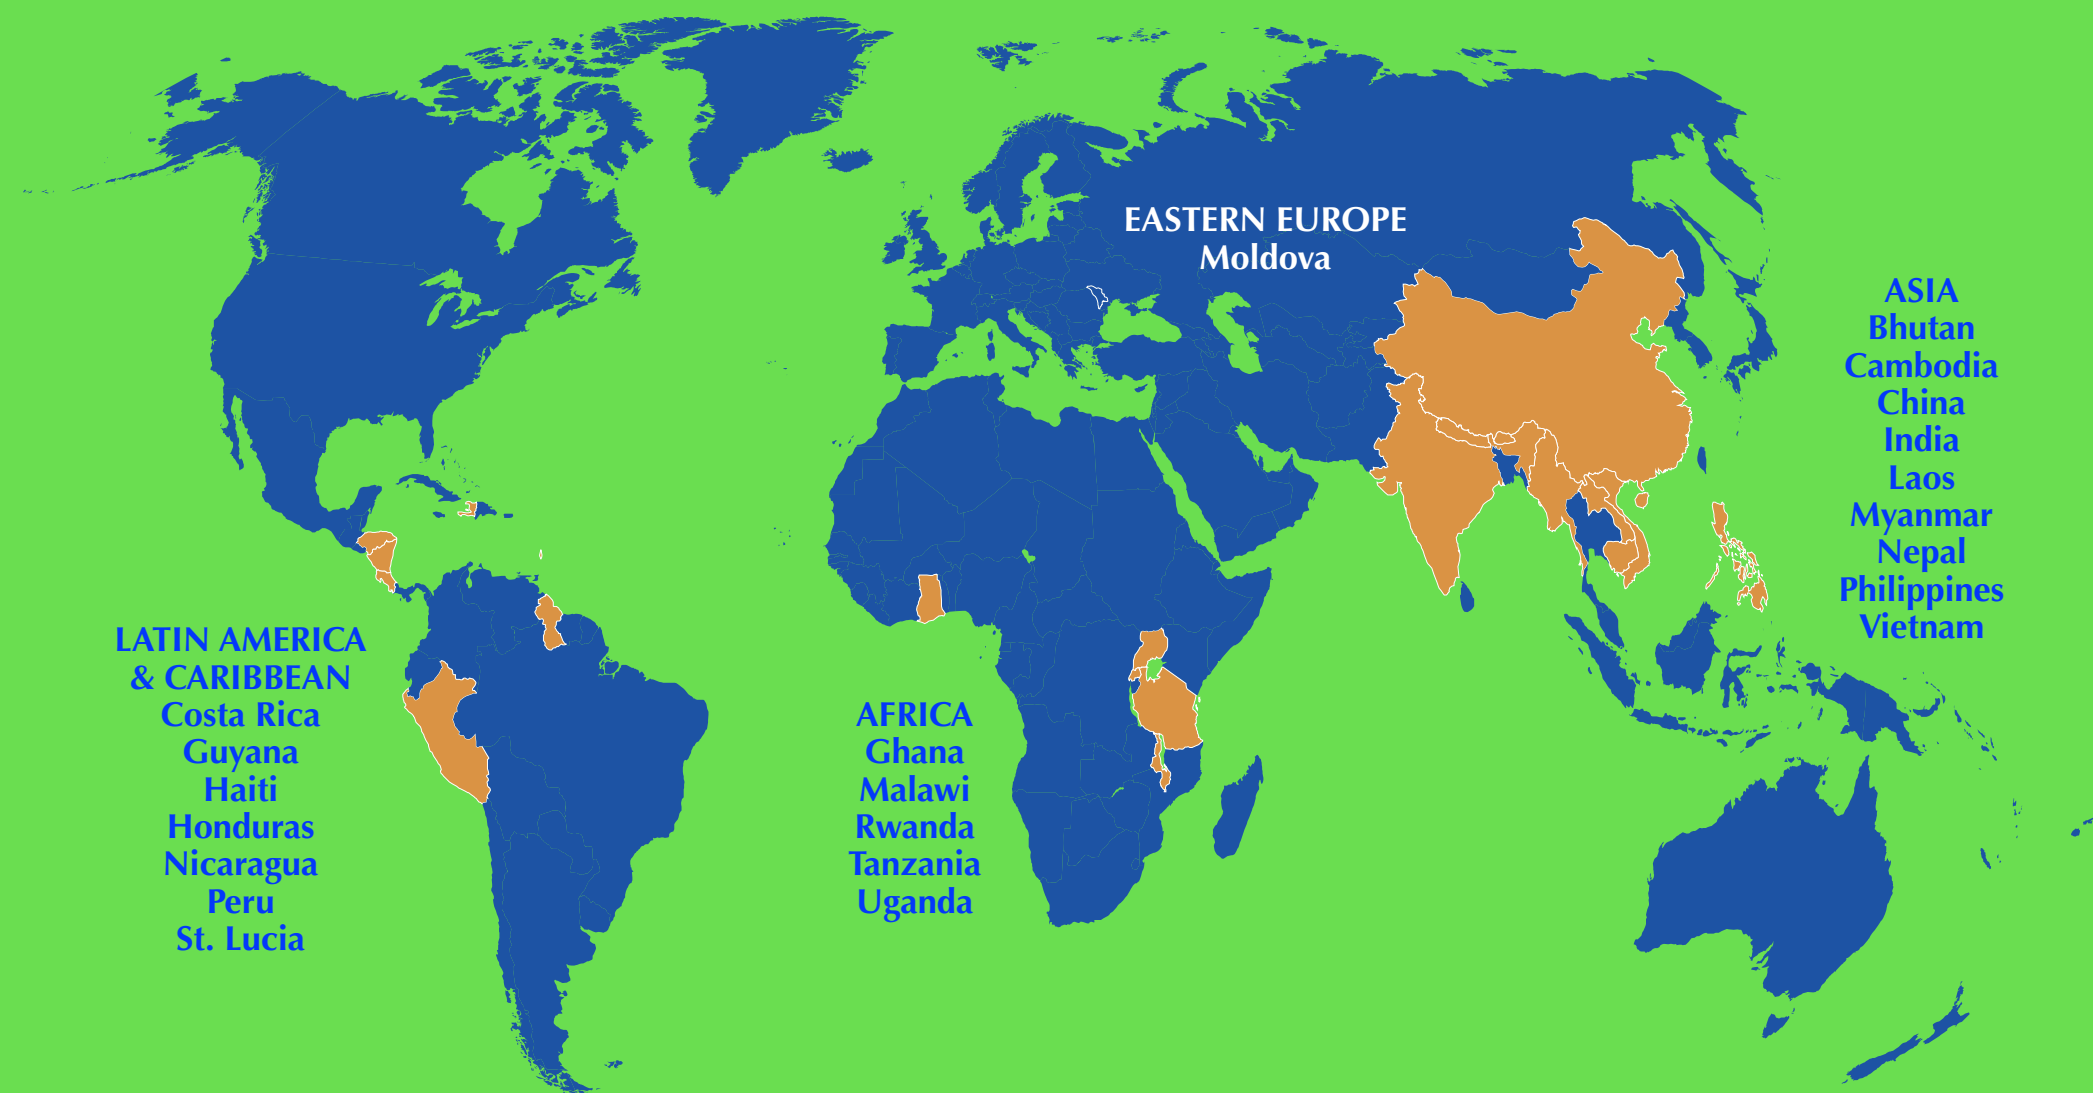 EASTERN EUROPE
Moldova
ASIA
Bhutan
Cambodia
China
India
Laos
Myanmar
Nepal
Philippines
Vietnam
LATIN AMERICA
& CARIBBEAN
Costa Rica
Guyana
Haiti
Honduras
Nicaragua
Peru
St. Lucia
AFRICA
Ghana
Malawi
Rwanda
Tanzania
Uganda